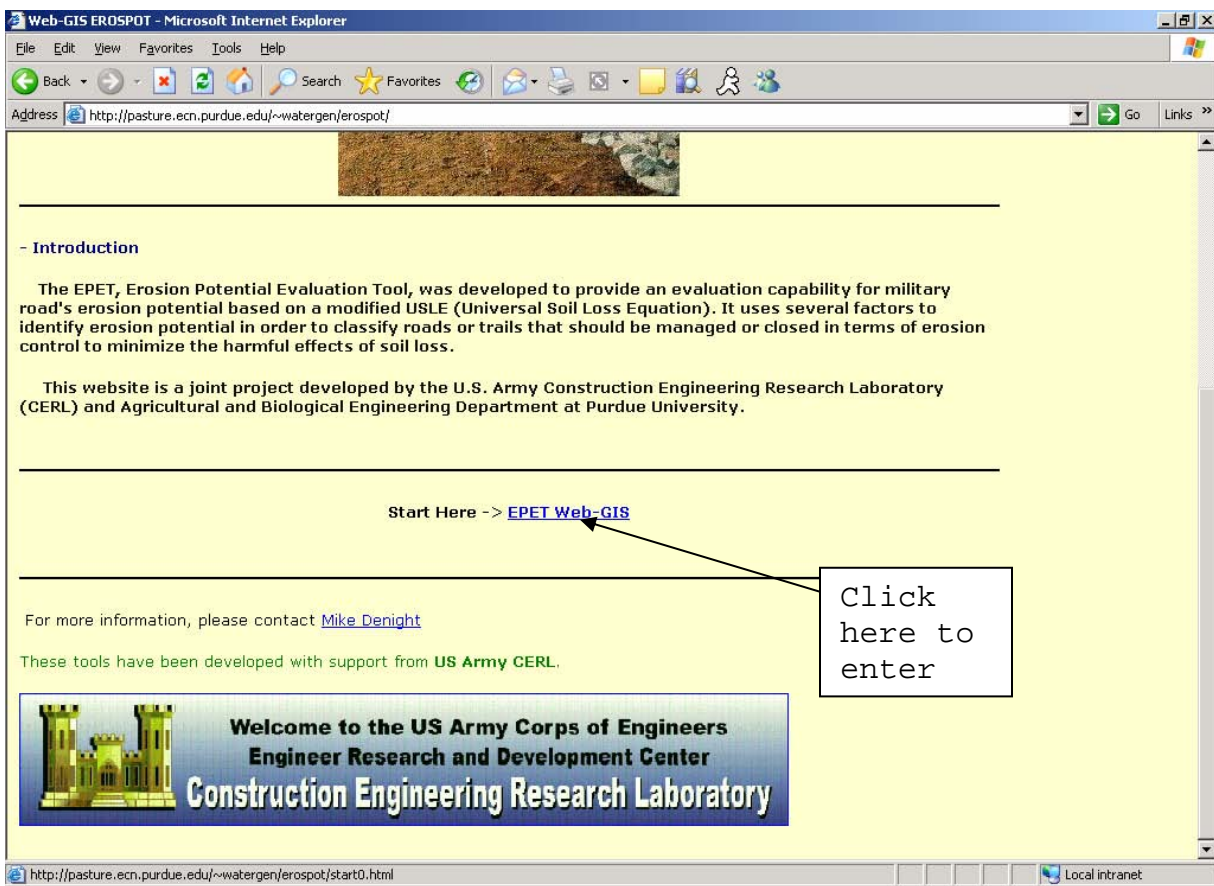 Web-GIS EROSPOT - Microsoft Internet Explorer
File Edit View Favorites Tools Help
Back Search Favorites
Address http://pasture.ecn.purdue.edu/~watergen/erospot/ Go Links »
- Introduction
The EPET, Erosion Potential Evaluation Tool, was developed to provide an evaluation capability for military
road's erosion potential based on a modified USLE (Universal Soil Loss Equation). It uses several factors to
identify erosion potential in order to classify roads or trails that should be managed or closed in terms of erosion
control to minimize the harmful effects of soil loss.
This website is a joint project developed by the U.S. Army Construction Engineering Research Laboratory
(CERL) and Agricultural and Biological Engineering Department at Purdue University.
Start Here -> EPET Web-GIS
Click
here to
enter
For more information, please contact Mike Denight
These tools have been developed with support from US Army CERL.
Welcome to the US Army Corps of Engineers
Engineer Research and Development Center
Construction Engineering Research Laboratory
http://pasture.ecn.purdue.edu/~watergen/erospot/start0.html Local intranet